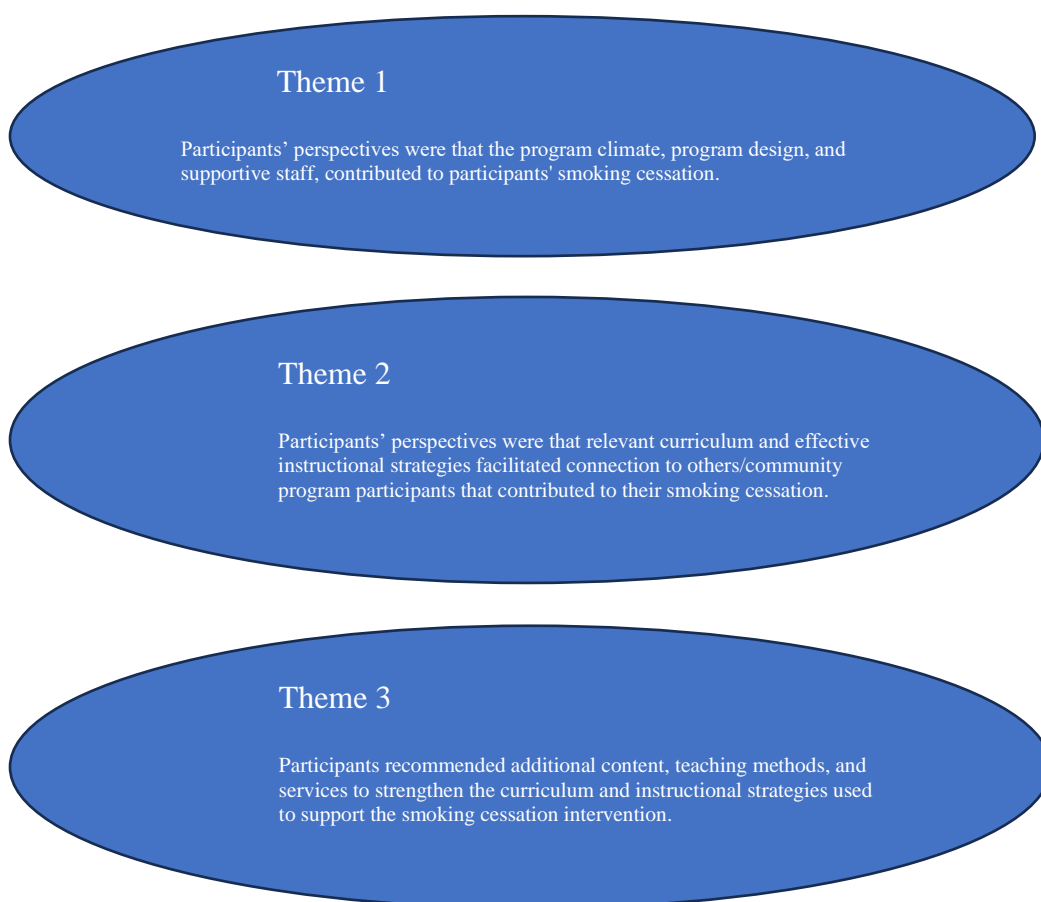 Theme 1
Participants’ perspectives were that the program climate, program design, and
supportive staff, contributed to participants' smoking cessation.
Theme 2
Participants’ perspectives were that relevant curriculum and effective
instructional strategies facilitated connection to others/community
program participants that contributed to their smoking cessation.
Theme 3
Participants recommended additional content, teaching methods, and
services to strengthen the curriculum and instructional strategies used
to support the smoking cessation intervention.